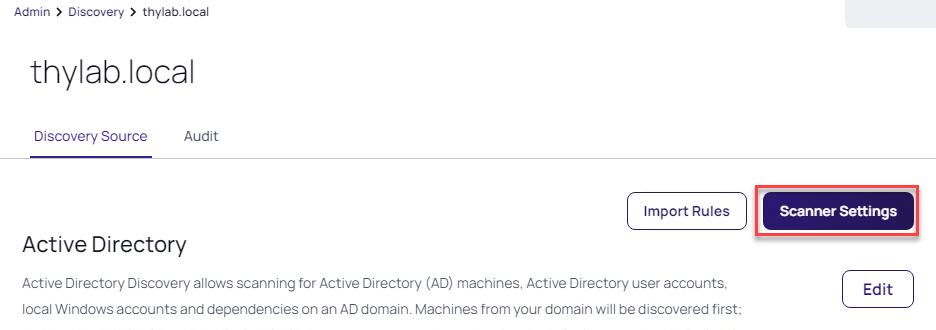 Admin > Discovery > thylab.local
thylab.local
Discovery Source Audit
Import Rules Scanner Settings
Active Directory
Active Directory Discovery allows scanning for Active Directory (AD) machines, Active Directory user accounts,
Edit
local Windows accounts and dependencies on an AD domain. Machines from your domain will be discovered first;